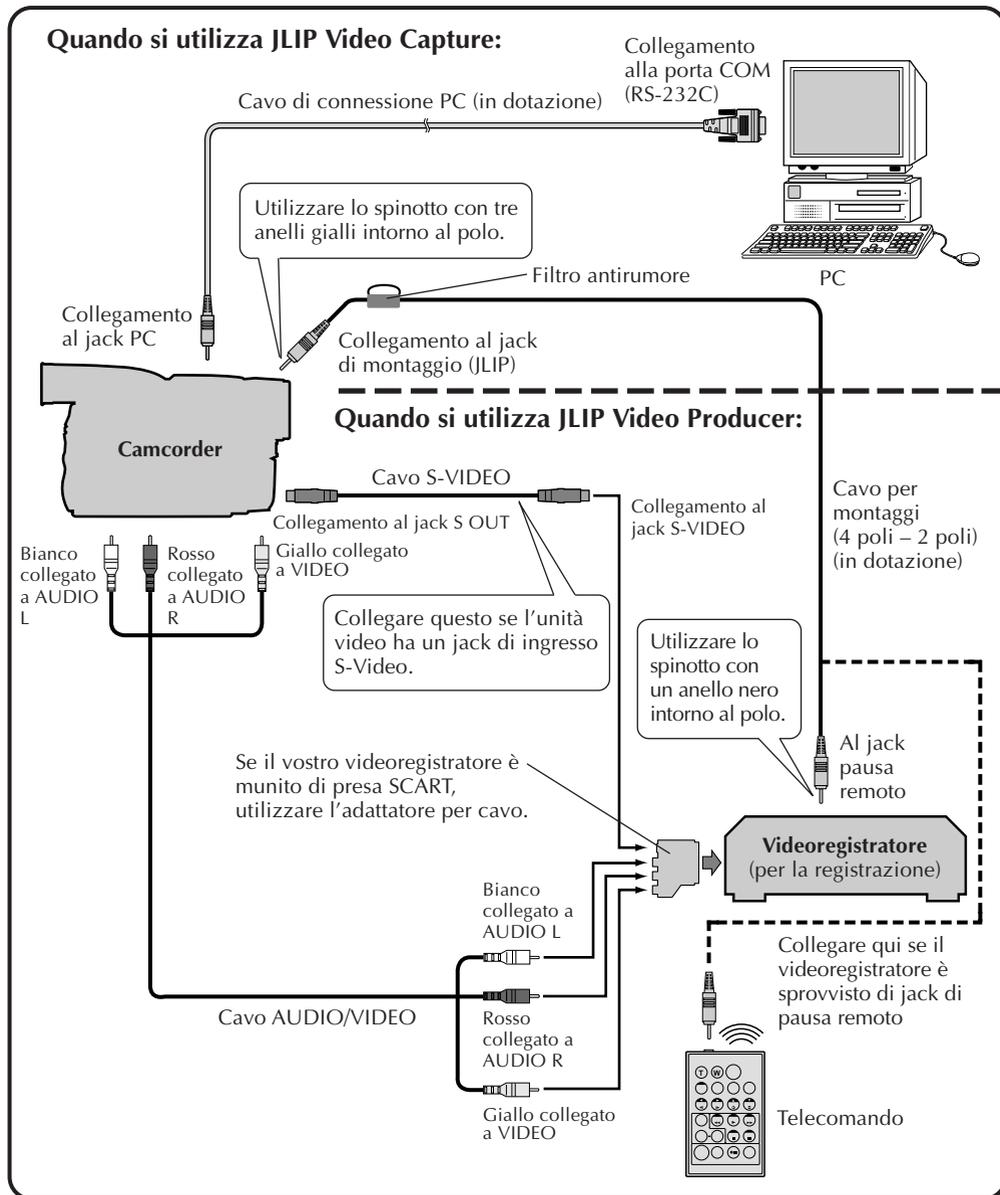 Quando si utilizza JLIP Video Capture:
Collegamento
alla porta COM
(RS-232C)
Cavo di connessione PC (in dotazione)
Utilizzare lo spinotto con tre
anelli gialli intorno al polo.
PC
Filtro antirumore
Collegamento
al jack PC
Collegamento al jack
di montaggio (JLIP)
Quando si utilizza JLIP Video Producer:
Camcorder
Cavo S-VIDEO
Collegamento al jack S OUT
Collegamento al
jack S-VIDEO
Cavo per
montaggi
(4 poli – 2 poli)
(in dotazione)
Bianco
collegato
a AUDIO
L
Rosso
collegato
a AUDIO
R
Giallo collegato
a VIDEO
Collegare questo se l'unità
video ha un jack di ingresso
S-Video.
Utilizzare lo
spinotto con
un anello nero
intorno al polo.
Al jack
pausa
remoto
Se il vostro videoregistratore è
munito di presa SCART,
utilizzare l'adattatore per cavo.
Videoregistratore
(per la registrazione)
Bianco
collegato a
AUDIO L
Cavo AUDIO/VIDEO
Rosso
collegato a
AUDIO R
Giallo collegato
a VIDEO
Collegare qui se il
videoregistratore è
sprovvisto di jack di
pausa remoto
T W
Telecomando